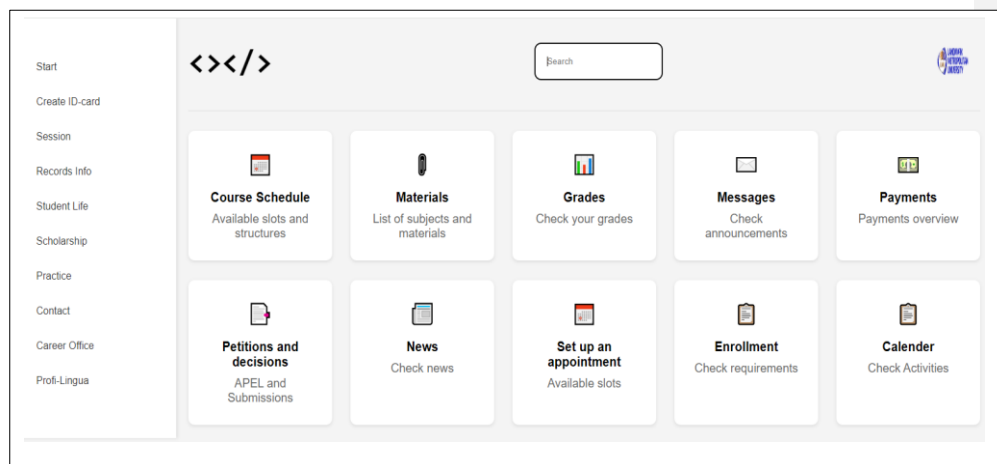 Start
Create ID-card
Session
Records Info
Student Life
Scholarship
Practice
Contact
Career Office
Profi-Lingua
<></>
Search
Course Schedule
Available slots and
structures
Materials
List of subjects and
materials
Grades
Check your grades
Messages
Check
announcements
Payments
Payments overview
Petitions and
decisions
APEL and
Submissions
News
Check news
Set up an
appointment
Available slots
Enrollment
Check requirements
Calender
Check Activities